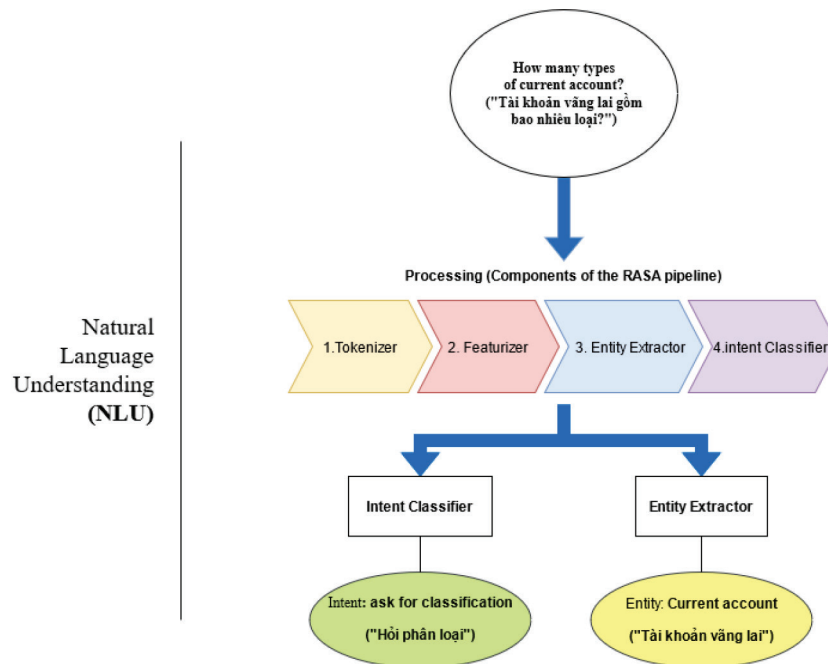 How many types
of current account?
("Tài khoản vãng lai gồm
bao nhiêu loại?")
Processing (Components of the RASA pipeline)
1.Tokenizer
2. Featurizer
3. Entity Extractor
4.intent Classifier
Natural
Language
Understanding
(NLU)
Intent Classifier
Entity Extractor
Intent: ask for classification
("Hỏi phân loại")
Entity: Current account
("Tài khoản vãng lai")